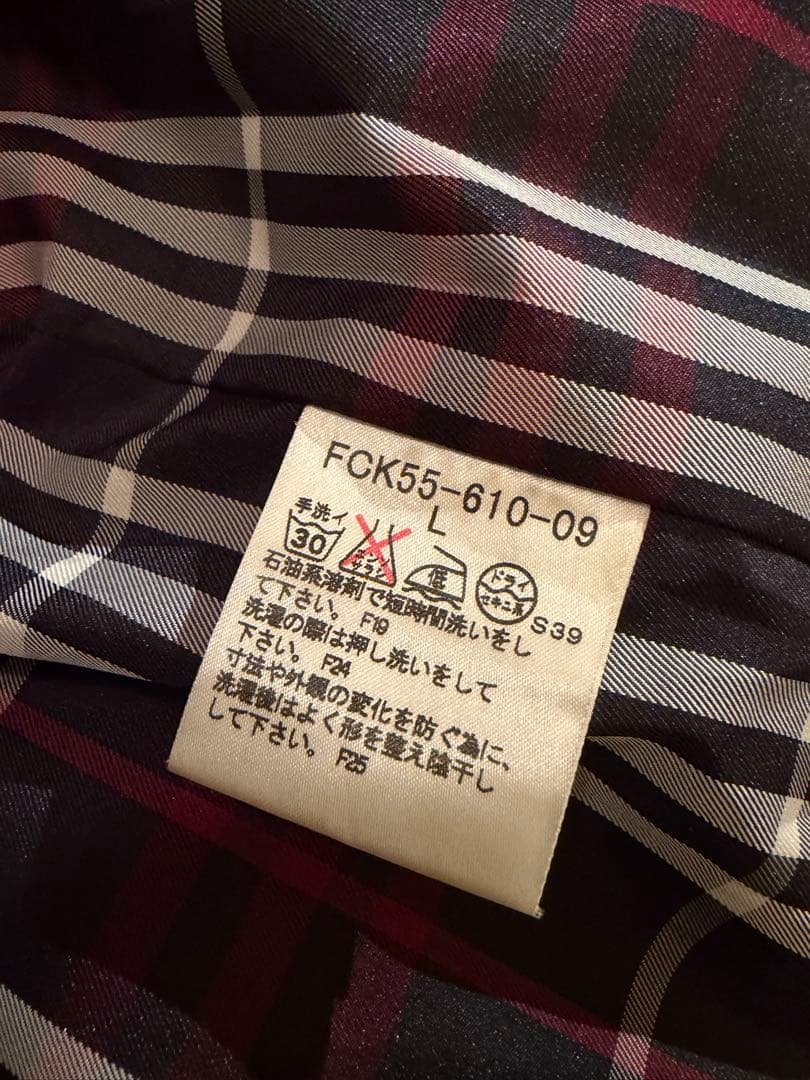 FCK55-610-09
L
手洗イ
30
エンソ
サラシ
低
ドライ
セキユ系
S39
石油系溶剤で短時間洗いをし
て下さい。 F19
洗濯の際は押し洗いをして
下さい。 F24
寸法や外観の変化を防ぐ為に、
洗濯後はよく形を整え陰干し
して下さい。 F25